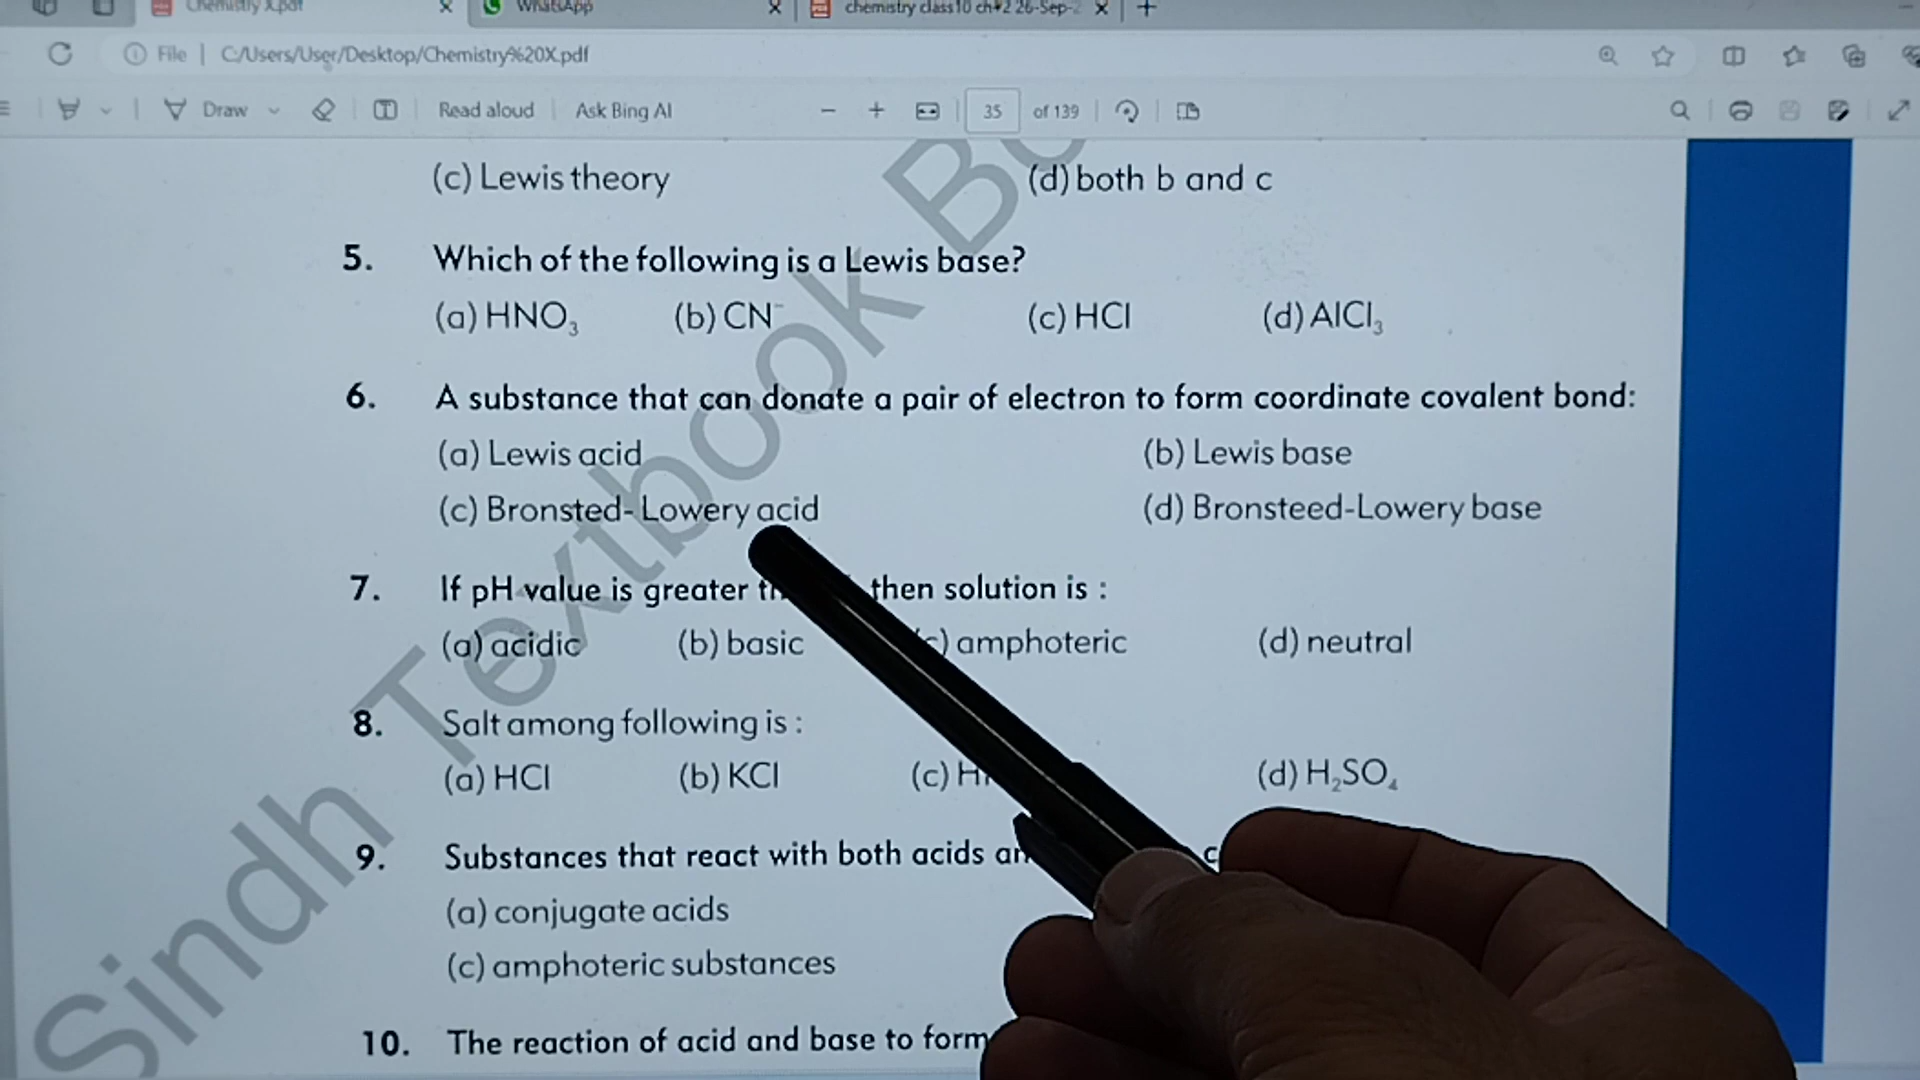 Chemistry X.pdf
WhatsApp
chemistry class10 ch#2 26-Sep-2
File | C:/Users/User/Desktop/Chemistry%20X.pdf
Draw Read aloud Ask Bing AI 35 of 139
(c) Lewis theory (d) both b and c
5. Which of the following is a Lewis base?
(a) HNO₃ (b) CN⁻ (c) HCl (d) AlCl₃
6. A substance that can donate a pair of electron to form coordinate covalent bond:
(a) Lewis acid (b) Lewis base
(c) Bronsted- Lowery acid (d) Bronsteed-Lowery base
7. If pH value is greater then solution is :
(a) acidic (b) basic (c) amphoteric (d) neutral
8. Salt among following is :
(a) HCl (b) KCl (c) (d) H₂SO₄
9. Substances that react with both acids
(a) conjugate acids
(c) amphoteric substances
10. The reaction of acid and base to form
Sindh Textbook